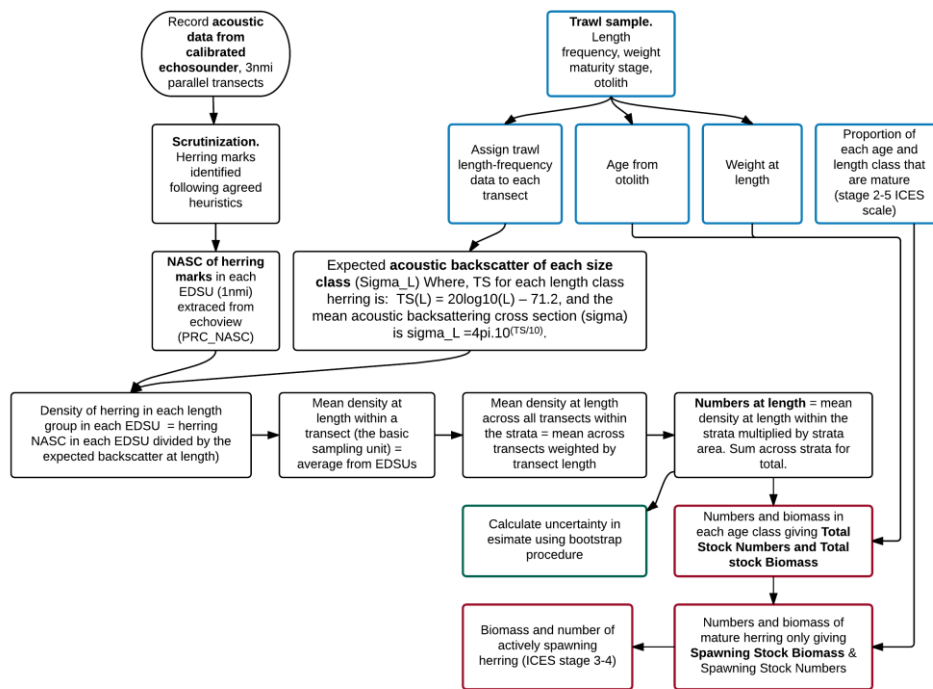 Record acoustic
data from
calibrated
echosounder, 3nmi
parallel transects
Trawl sample.
Length
frequency, weight
maturity stage,
otolith
Scrutinization.
Herring marks
identified
following agreed
heuristics
Assign trawl
length-frequency
data to each
transect
Age from
otolith
Weight at
length
Proportion of
each age and
length class that
are mature
(stage 2-5 ICES
scale)
NASC of herring
marks in each
EDSU (1nmi)
extraced from
echoview
(PRC_NASC)
Expected acoustic backscatter of each size
class (Sigma_L) Where, TS for each length class
herring is: TS(L) = 20log10(L) – 71.2, and the
mean acoustic backsattering cross section (sigma)
is sigma_L =4pi.10(TS/10).
Density of herring in each length
group in each EDSU = herring
NASC in each EDSU divided by the
expected backscatter at length)
Mean density at
length within a
transect (the basic
sampling unit) =
average from EDSUs
Mean density at length
across all transects within
the strata = mean across
transects weighted by
transect length
Numbers at length = mean
density at length within the
strata multiplied by strata
area. Sum across strata for
total.
Calculate uncertainty in
esimate using bootstrap
procedure
Numbers and biomass in
each age class giving Total
Stock Numbers and Total
stock Biomass
Biomass and number of
actively spawning
herring (ICES stage 3-4)
Numbers and biomass of
mature herring only giving
Spawning Stock Biomass &
Spawning Stock Numbers